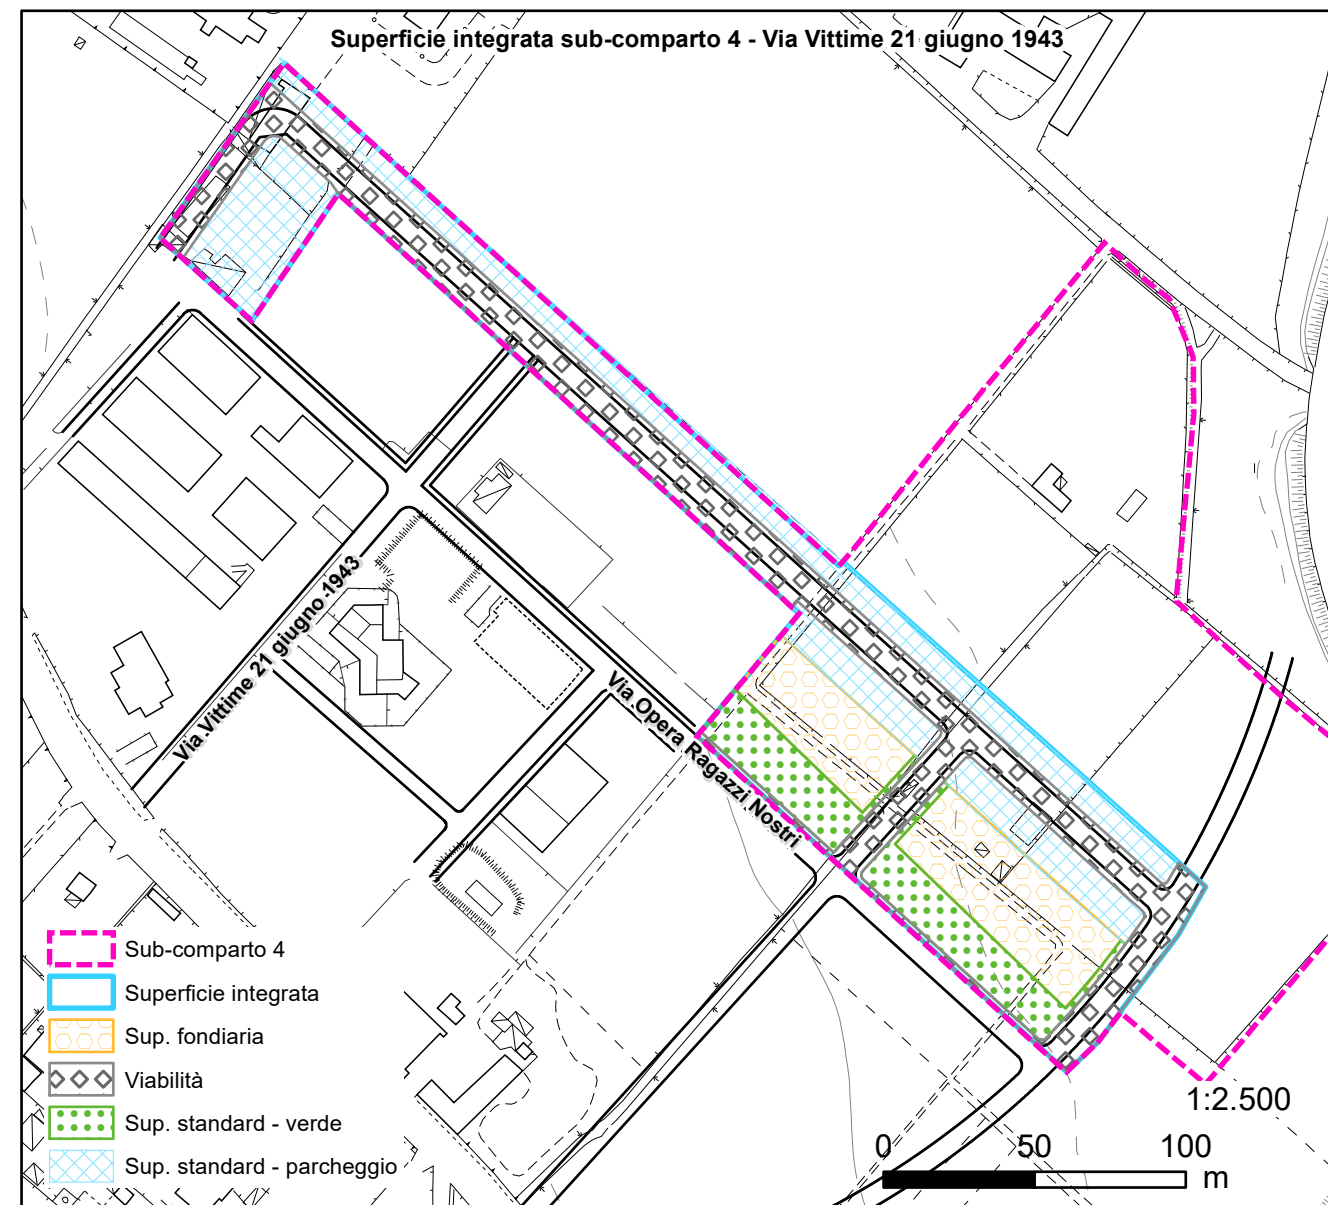 Superficie integrata sub-comparto 4 - Via Vittime 21 giugno 1943
Via Vittime 21 giugno 1943
Via Opera Ragazzi Nostri
Sub-comparto 4
Superficie integrata
Sup. fondiaria
Viabilità
Sup. standard - verde
Sup. standard - parcheggio
1:2.500
0 50 100
m